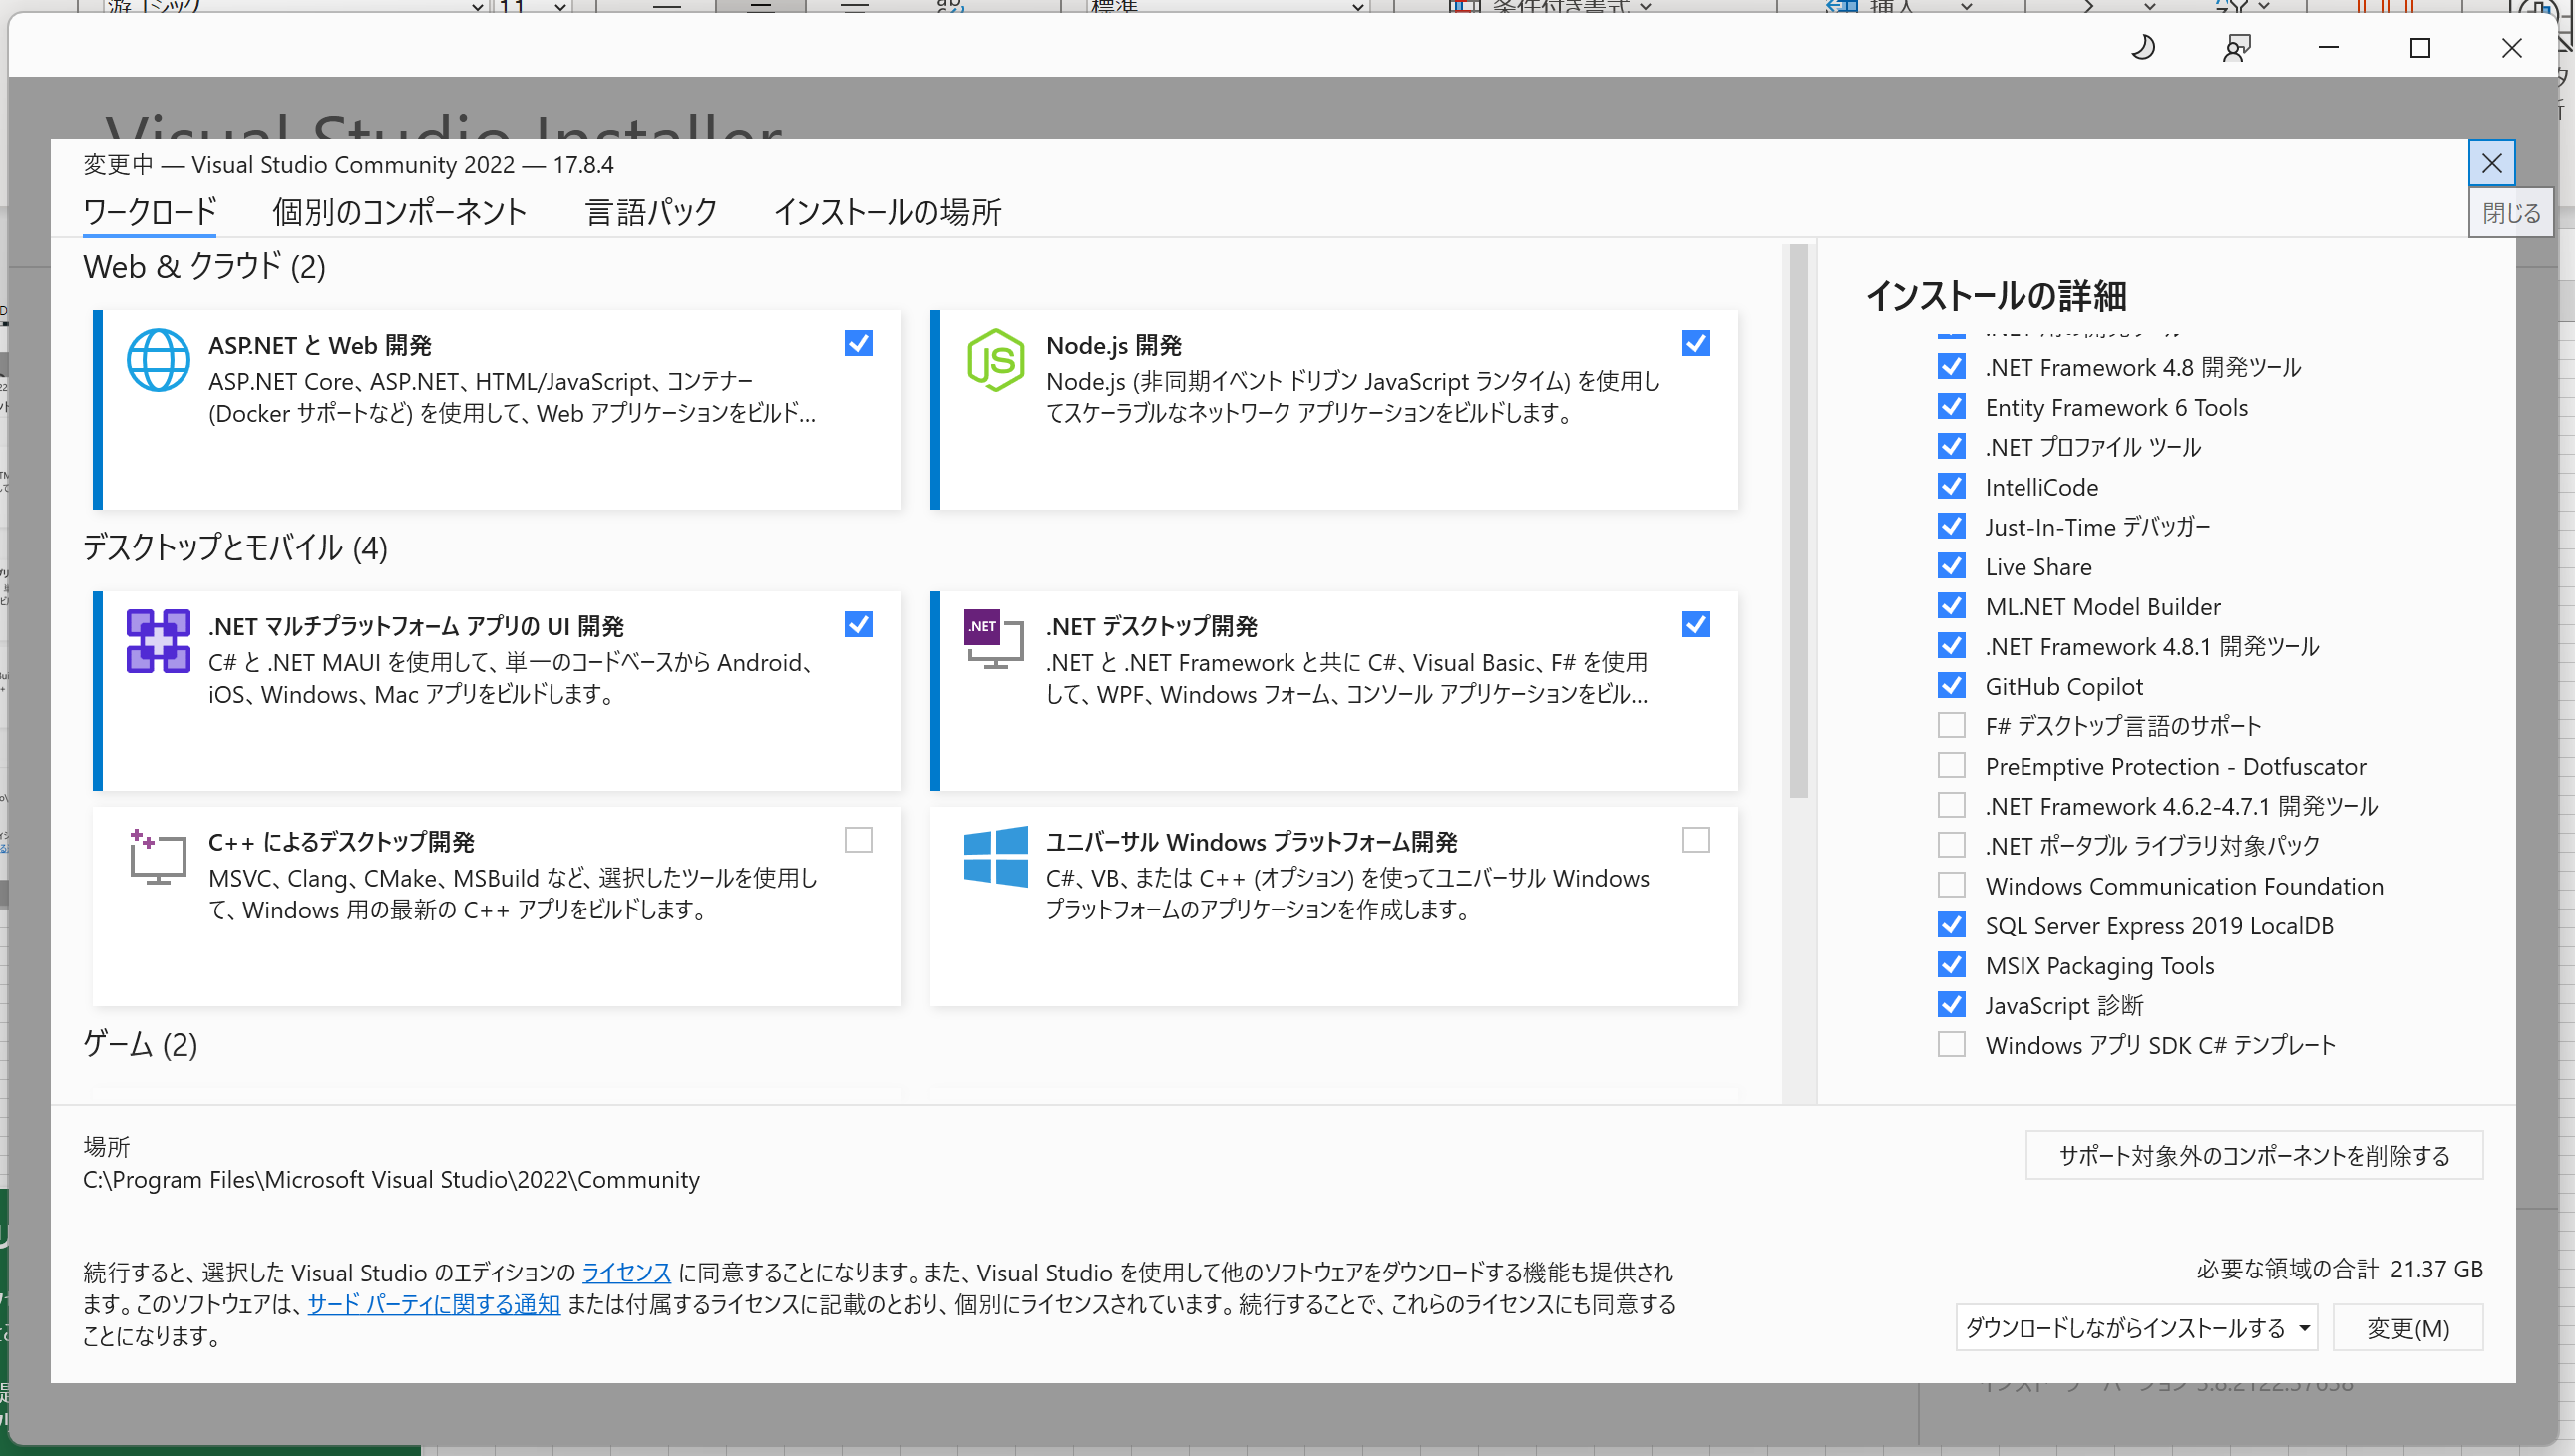 標準
条件付き書式
挿入
Visual Studio Installer
変更中 — Visual Studio Community 2022 — 17.8.4
閉じる
ワークロード 個別のコンポーネント 言語パック インストールの場所
Web & クラウド (2)
ASP.NET と Web 開発
ASP.NET Core、ASP.NET、HTML/JavaScript、コンテナー
(Docker サポートなど) を使用して、Web アプリケーションをビルド...
Node.js 開発
Node.js (非同期イベント ドリブン JavaScript ランタイム) を使用し
てスケーラブルなネットワーク アプリケーションをビルドします。
デスクトップとモバイル (4)
.NET マルチプラットフォーム アプリの UI 開発
C# と .NET MAUI を使用して、単一のコードベースから Android、
iOS、Windows、Mac アプリをビルドします。
.NET
.NET デスクトップ開発
.NET と .NET Framework と共に C#、Visual Basic、F# を使用
して、WPF、Windows フォーム、コンソール アプリケーションをビル...
C++ によるデスクトップ開発
MSVC、Clang、CMake、MSBuild など、選択したツールを使用し
て、Windows 用の最新の C++ アプリをビルドします。
ユニバーサル Windows プラットフォーム開発
C#、VB、または C++ (オプション) を使ってユニバーサル Windows
プラットフォームのアプリケーションを作成します。
ゲーム (2)
インストールの詳細
.NET Framework 4.8 開発ツール
Entity Framework 6 Tools
.NET プロファイル ツール
IntelliCode
Just-In-Time デバッガー
Live Share
ML.NET Model Builder
.NET Framework 4.8.1 開発ツール
GitHub Copilot
F# デスクトップ言語のサポート
PreEmptive Protection - Dotfuscator
.NET Framework 4.6.2-4.7.1 開発ツール
.NET ポータブル ライブラリ対象パック
Windows Communication Foundation
SQL Server Express 2019 LocalDB
MSIX Packaging Tools
JavaScript 診断
Windows アプリ SDK C# テンプレート
場所
C:\Program Files\Microsoft Visual Studio\2022\Community
サポート対象外のコンポーネントを削除する
続行すると、選択した Visual Studio のエディションの ライセンス に同意することになります。また、Visual Studio を使用して他のソフトウェアをダウンロードする機能も提供され
ます。このソフトウェアは、サード パーティに関する通知 または付属するライセンスに記載のとおり、個別にライセンスされています。続行することで、これらのライセンスにも同意する
ことになります。
必要な領域の合計 21.37 GB
ダウンロードしながらインストールする
変更(M)